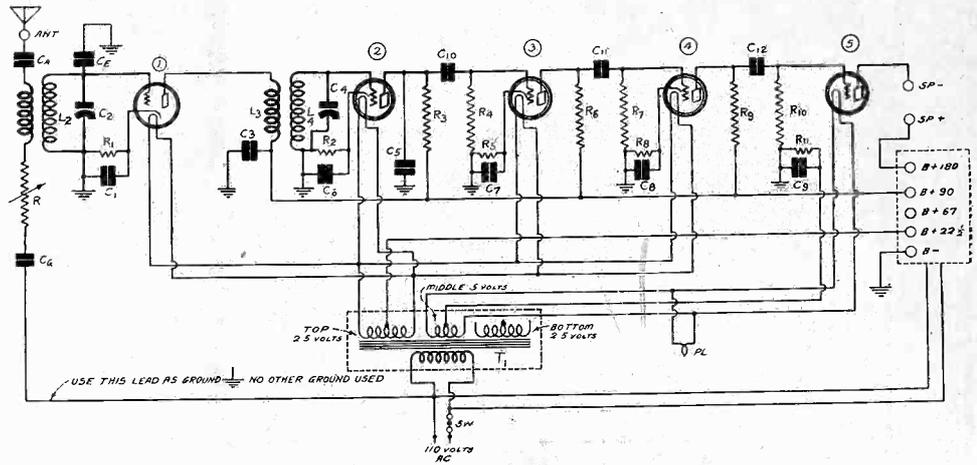 ANT
CA
CE
1
2
C10
3
C11
4
C12
5
L2
C2
R1
C1
L3
C3
L4
C4
R2
C6
C5
R3
R4
R5
C7
R6
R7
R8
C8
R9
R10
R11
C9
SP-
SP+
B+180
B+90
B+67
B+22½
B-
R
CG
MIDDLE .5 VOLTS
TOP
2.5 VOLTS
BOTTOM
2.5 VOLTS
T1
PL
USE THIS LEAD AS GROUND NO OTHER GROUND USED
SW
110 VOLTS
AC